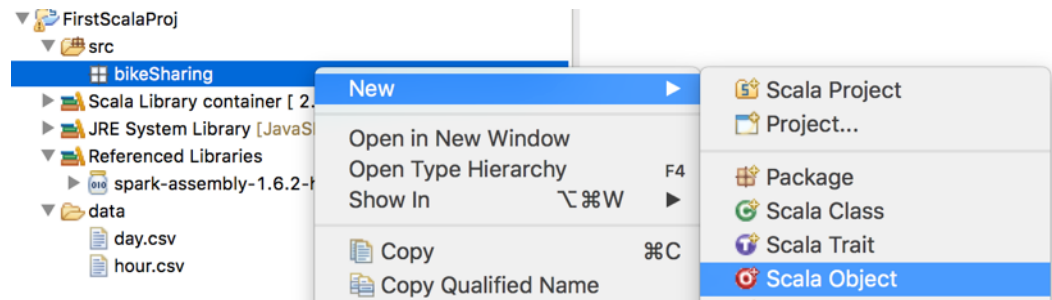 FirstScalaProj
src
bikeSharing
Scala Library container [ 2.
JRE System Library [JavaS
Referenced Libraries
spark-assembly-1.6.2-h
data
day.csv
hour.csv
New
Open in New Window
Open Type Hierarchy F4
Show In ⌥⌘W
Copy ⌘C
Copy Qualified Name
Scala Project
Project...
Package
Scala Class
Scala Trait
Scala Object